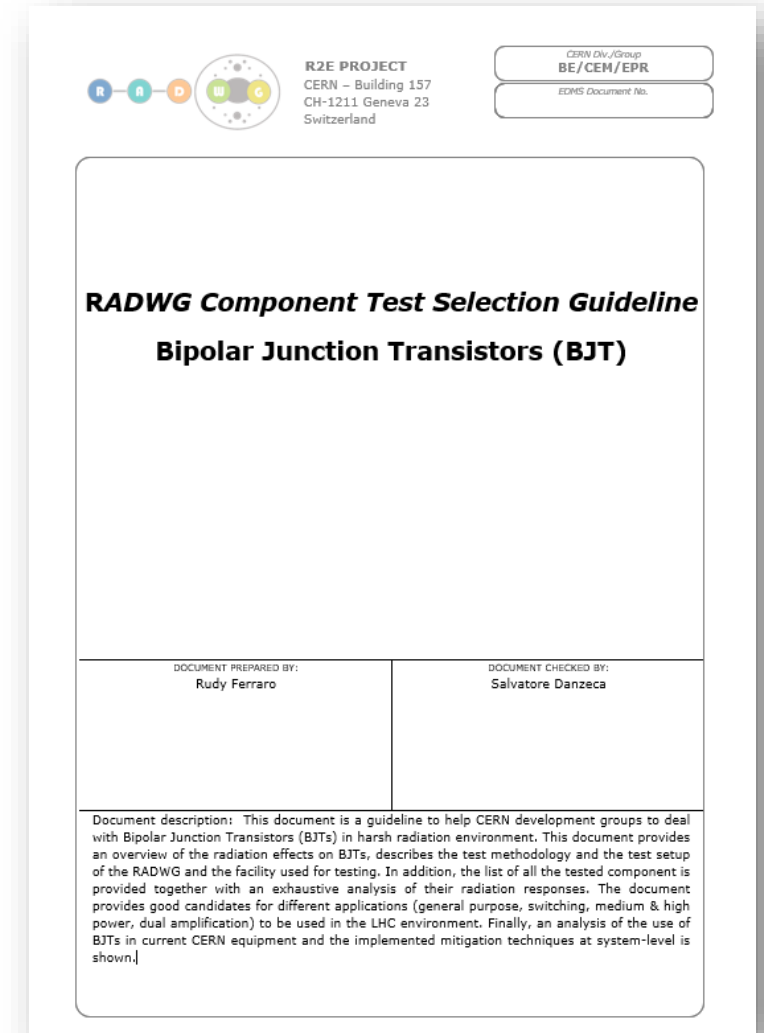 R A D W G
R2E PROJECT
CERN – Building 157
CH-1211 Geneva 23
Switzerland
CERN Div./Group
BE/CEM/EPR
EDMS Document No.
RADWG Component Test Selection Guideline
Bipolar Junction Transistors (BJT)
DOCUMENT PREPARED BY:
Rudy Ferraro
DOCUMENT CHECKED BY:
Salvatore Danzeca
Document description: This document is a guideline to help CERN development groups to deal
with Bipolar Junction Transistors (BJTs) in harsh radiation environment. This document provides
an overview of the radiation effects on BJTs, describes the test methodology and the test setup
of the RADWG and the facility used for testing. In addition, the list of all the tested component is
provided together with an exhaustive analysis of their radiation responses. The document
provides good candidates for different applications (general purpose, switching, medium & high
power, dual amplification) to be used in the LHC environment. Finally, an analysis of the use of
BJTs in current CERN equipment and the implemented mitigation techniques at system-level is
shown.